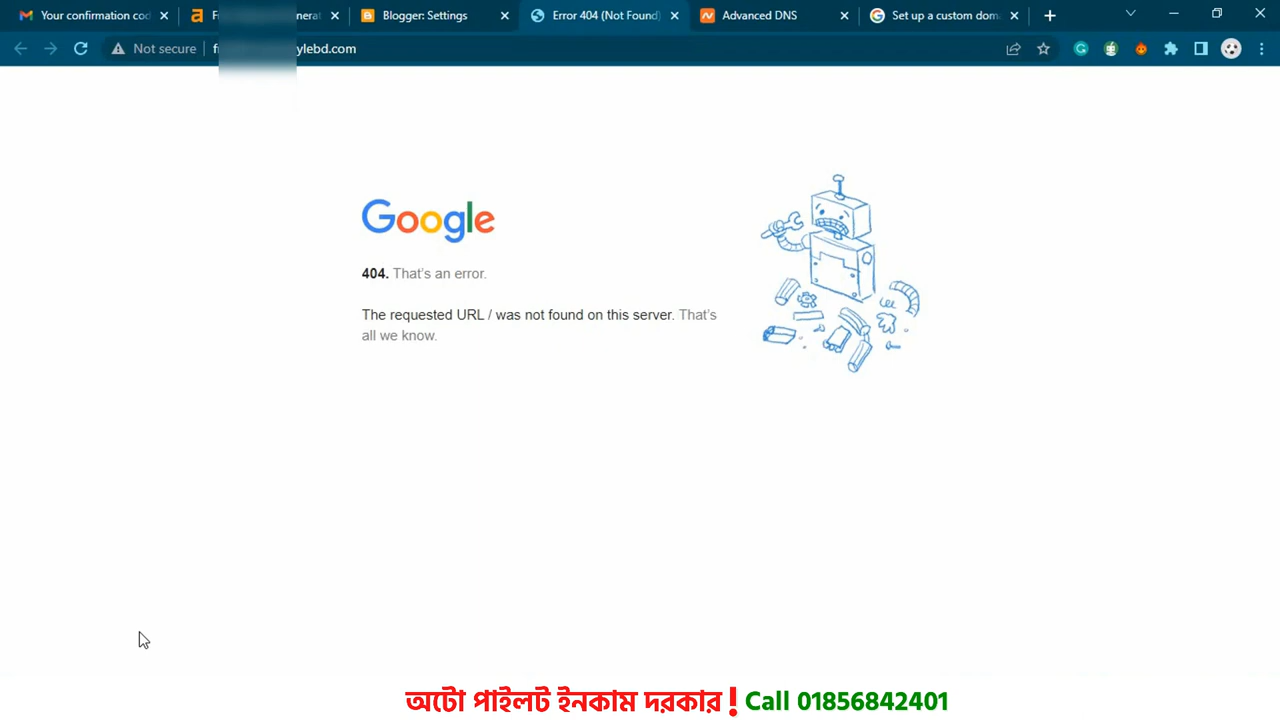 Your confirmation cod
Blogger: Settings
Error 404 (Not Found)
Advanced DNS
Set up a custom dom
Not secure
ylebd.com
Google
404. That's an error.
The requested URL / was not found on this server. That's
all we know.
অটো পাইলট ইনকাম দরকার ! Call 01856842401